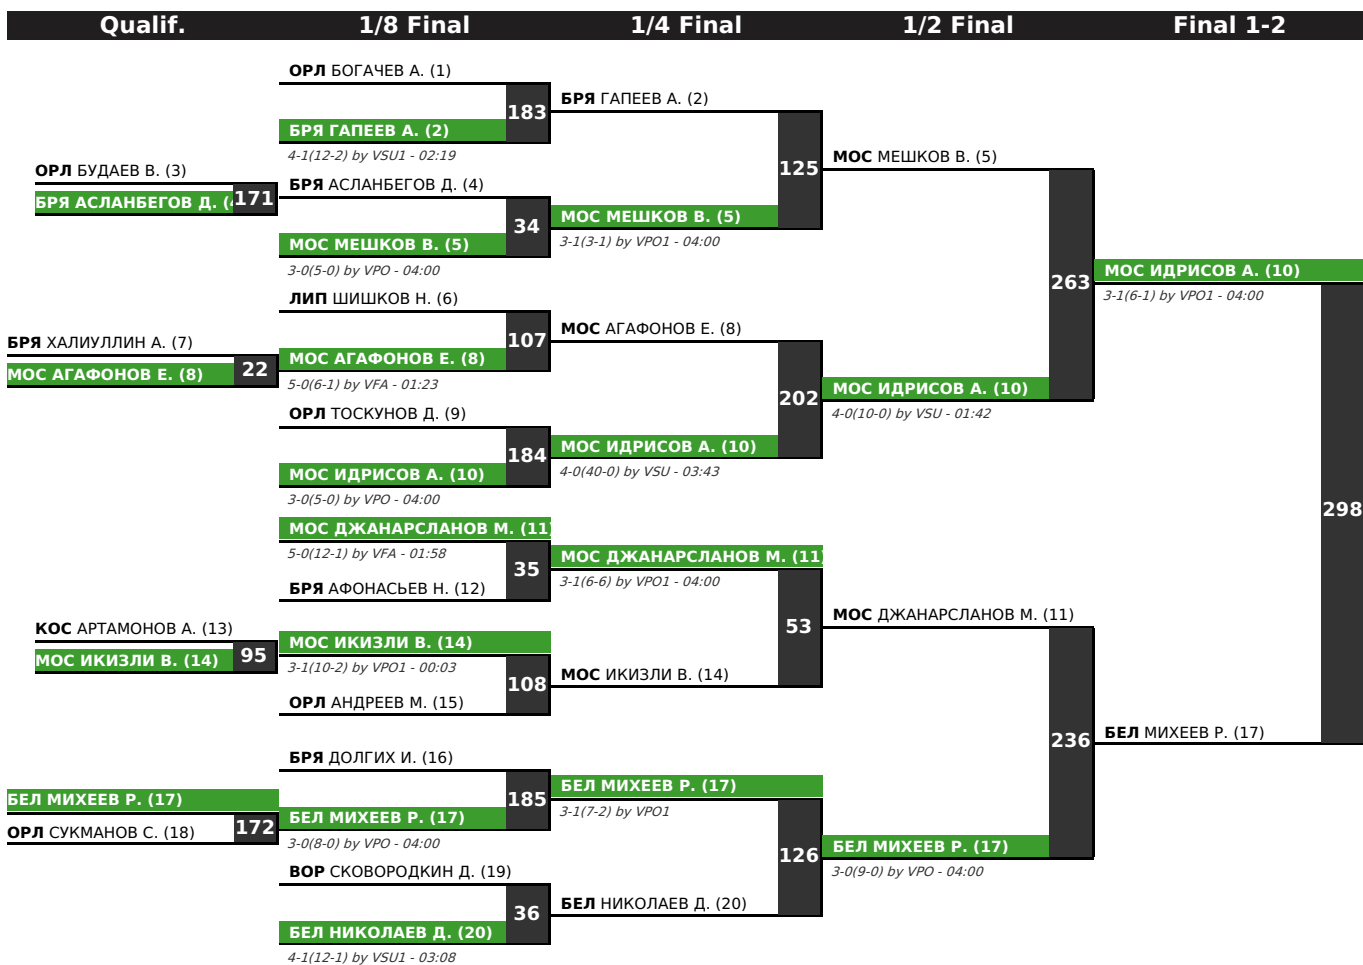 Qualif.
1/8 Final
1/4 Final
1/2 Final
Final 1-2
ОРЛ БУДАЕВ В. (3)
БРЯ АСЛАНБЕГОВ Д. (4
171
БРЯ ХАЛИУЛЛИН А. (7)
МОС АГАФОНОВ Е. (8)
22
КОС АРТАМОНОВ А. (13)
МОС ИКИЗЛИ В. (14)
95
БЕЛ МИХЕЕВ Р. (17)
ОРЛ СУКМАНОВ С. (18)
172
ОРЛ БОГАЧЕВ А. (1)
183
БРЯ ГАПЕЕВ А. (2)
4-1(12-2) by VSU1 - 02:19
БРЯ АСЛАНБЕГОВ Д. (4)
34
МОС МЕШКОВ В. (5)
3-0(5-0) by VPO - 04:00
ЛИП ШИШКОВ Н. (6)
107
МОС АГАФОНОВ Е. (8)
5-0(6-1) by VFA - 01:23
ОРЛ ТОСКУНОВ Д. (9)
184
МОС ИДРИСОВ А. (10)
3-0(5-0) by VPO - 04:00
МОС ДЖАНАРСЛАНОВ М. (11)
5-0(12-1) by VFA - 01:58
35
БРЯ АФОНАСЬЕВ Н. (12)
МОС ИКИЗЛИ В. (14)
3-1(10-2) by VPO1 - 00:03
108
ОРЛ АНДРЕЕВ М. (15)
БРЯ ДОЛГИХ И. (16)
185
БЕЛ МИХЕЕВ Р. (17)
3-0(8-0) by VPO - 04:00
ВОР СКОВОРОДКИН Д. (19)
36
БЕЛ НИКОЛАЕВ Д. (20)
4-1(12-1) by VSU1 - 03:08
БРЯ ГАПЕЕВ А. (2)
125
МОС МЕШКОВ В. (5)
3-1(3-1) by VPO1 - 04:00
МОС АГАФОНОВ Е. (8)
202
МОС ИДРИСОВ А. (10)
4-0(40-0) by VSU - 03:43
МОС ДЖАНАРСЛАНОВ М. (11)
3-1(6-6) by VPO1 - 04:00
53
МОС ИКИЗЛИ В. (14)
БЕЛ МИХЕЕВ Р. (17)
3-1(7-2) by VPO1
126
БЕЛ НИКОЛАЕВ Д. (20)
МОС МЕШКОВ В. (5)
263
МОС ИДРИСОВ А. (10)
4-0(10-0) by VSU - 01:42
МОС ДЖАНАРСЛАНОВ М. (11)
236
БЕЛ МИХЕЕВ Р. (17)
3-0(9-0) by VPO - 04:00
МОС ИДРИСОВ А. (10)
3-1(6-1) by VPO1 - 04:00
298
БЕЛ МИХЕЕВ Р. (17)